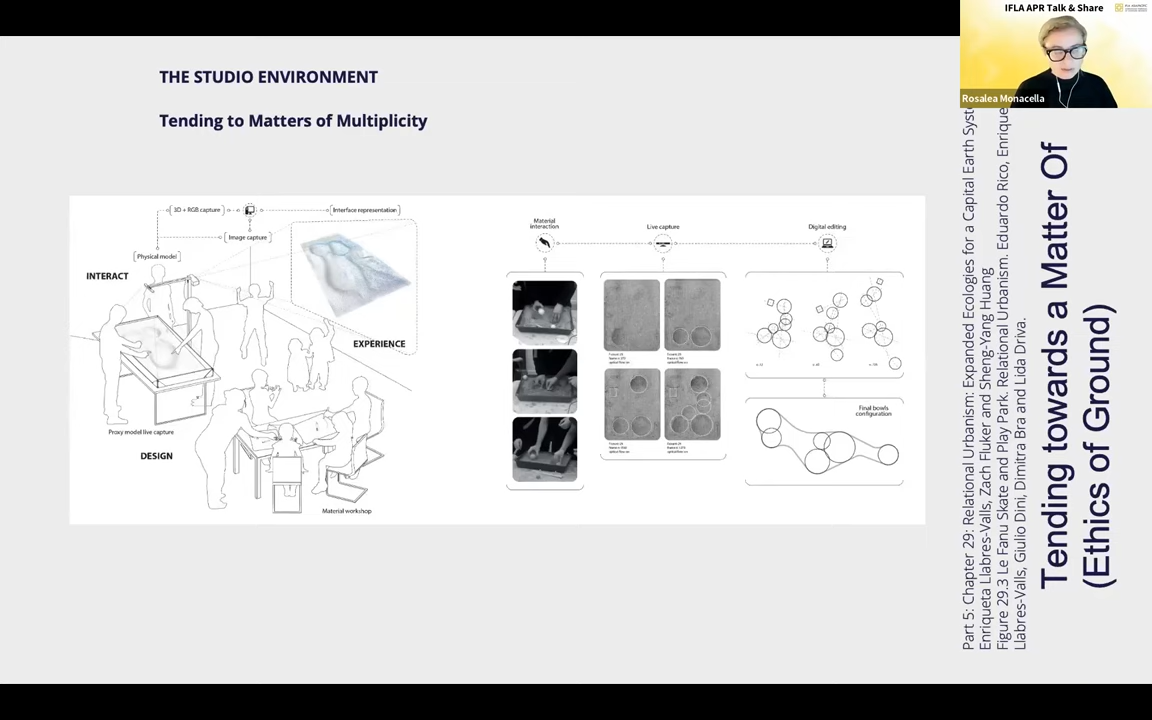 IFLA APR Talk & Share
Rosalea Monacella
THE STUDIO ENVIRONMENT
Tending to Matters of Multiplicity
3D + RGB capture
Interface representation
Image capture
Physical model
INTERACT
EXPERIENCE
Proxy model live capture
DESIGN
Material workshop
Material
interaction
Live capture
Digital editing
Final bowls
configuration
Part 5: Chapter 29: Relational Urbanism: Expanded Ecologies for a Capital Earth Syst
Enriqueta Llabres-Valls, Zach Fluker and Sheng-Yang Huang
Figure 29.3 Le Fanu Skate and Play Park. Relational Urbanism. Eduardo Rico, Enrique
Llabres-Valls, Giulio Dini, Dimitra Bra and Lida Driva.
Tending towards a Matter Of
(Ethics of Ground)